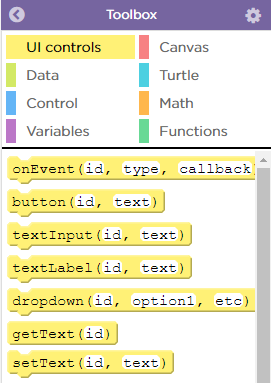 Toolbox
UI controls Canvas
Data Turtle
Control Math
Variables Functions
onEvent(id, type, callback)
button(id, text)
textInput(id, text)
textLabel(id, text)
dropdown(id, option1, etc)
getText(id)
setText(id, text)